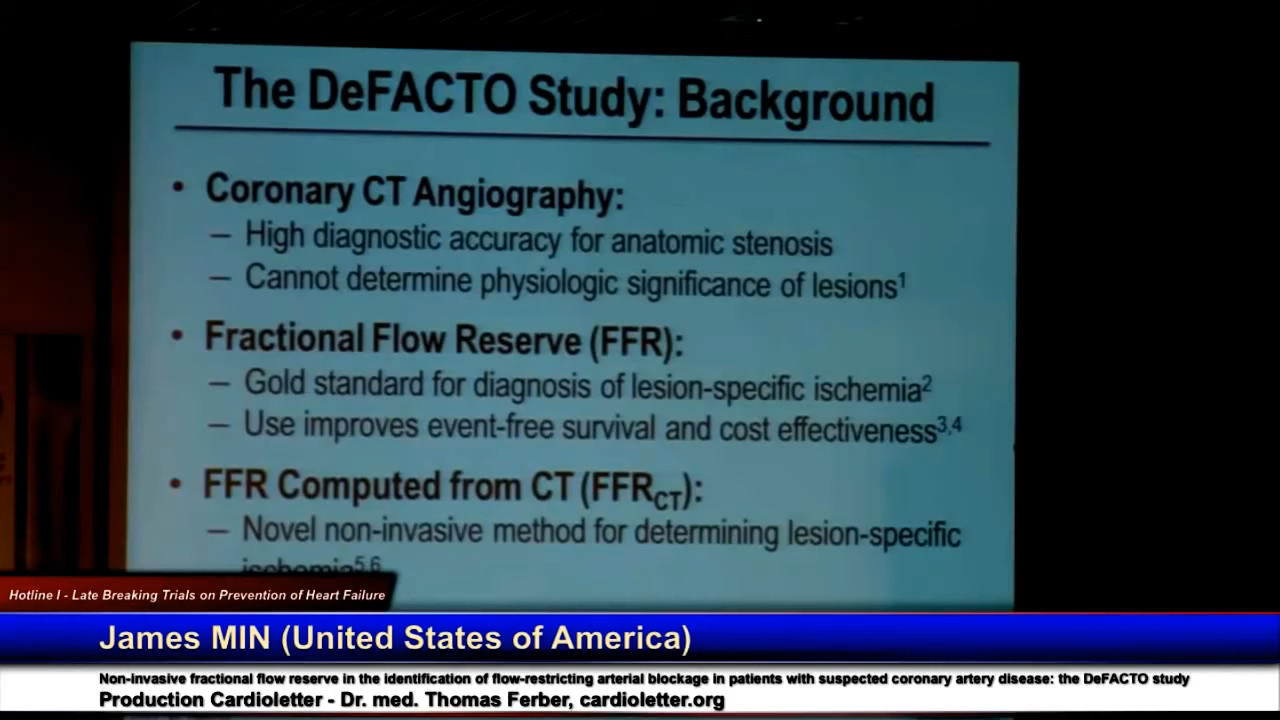 The DeFACTO Study: Background
• Coronary CT Angiography:
– High diagnostic accuracy for anatomic stenosis
– Cannot determine physiologic significance of lesions1
• Fractional Flow Reserve (FFR):
– Gold standard for diagnosis of lesion-specific ischemia2
– Use improves event-free survival and cost effectiveness3,4
• FFR Computed from CT (FFRCT):
– Novel non-invasive method for determining lesion-specific
ischemia5,6
Hotline I - Late Breaking Trials on Prevention of Heart Failure
James MIN (United States of America)
Non-invasive fractional flow reserve in the identification of flow-restricting arterial blockage in patients with suspected coronary artery disease: the DeFACTO study
Production Cardioletter - Dr. med. Thomas Ferber, cardioletter.org